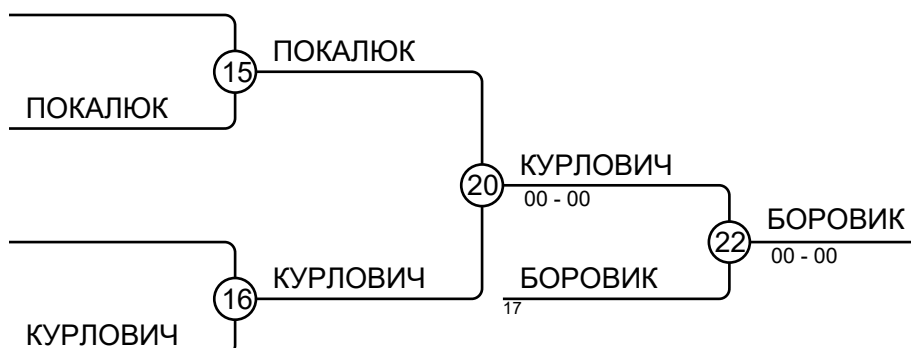 ПОКАЛЮК
15
ПОКАЛЮК
КУРЛОВИЧ
20
00 - 00
БОРОВИК
22
00 - 00
КУРЛОВИЧ
БОРОВИК
16
17
КУРЛОВИЧ